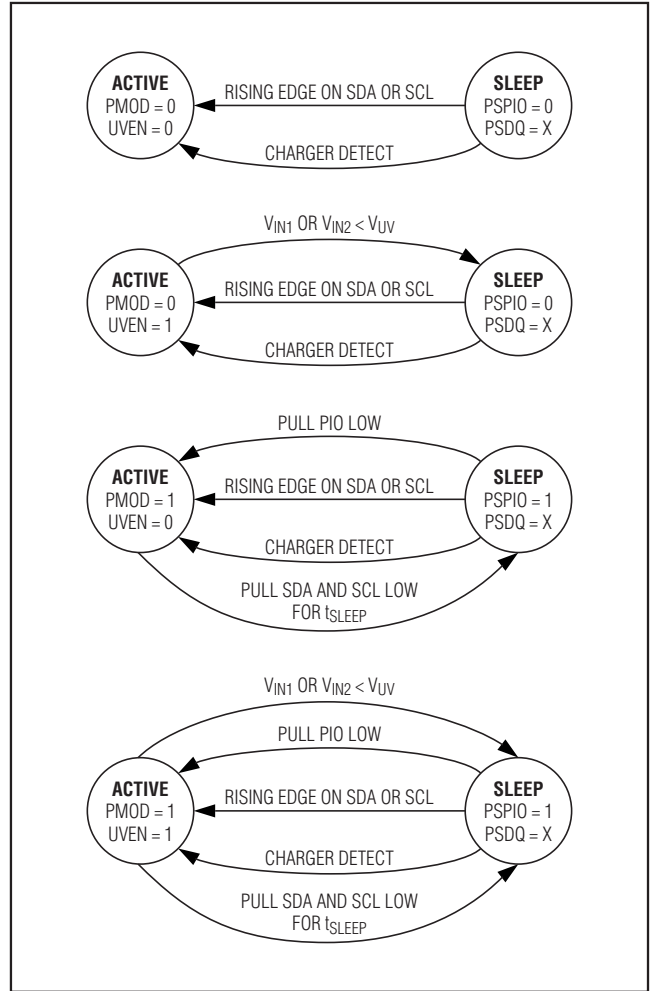 ACTIVE
PMOD = 0
UVEN = 0
RISING EDGE ON SDA OR SCL
CHARGER DETECT
SLEEP
PSPIO = 0
PSDQ = X
VIN1 OR VIN2 < VUV
ACTIVE
PMOD = 0
UVEN = 1
RISING EDGE ON SDA OR SCL
CHARGER DETECT
SLEEP
PSPIO = 0
PSDQ = X
PULL PIO LOW
ACTIVE
PMOD = 1
UVEN = 0
RISING EDGE ON SDA OR SCL
CHARGER DETECT
SLEEP
PSPIO = 1
PSDQ = X
PULL SDA AND SCL LOW
FOR tSLEEP
VIN1 OR VIN2 < VUV
PULL PIO LOW
ACTIVE
PMOD = 1
UVEN = 1
RISING EDGE ON SDA OR SCL
CHARGER DETECT
SLEEP
PSPIO = 1
PSDQ = X
PULL SDA AND SCL LOW
FOR tSLEEP